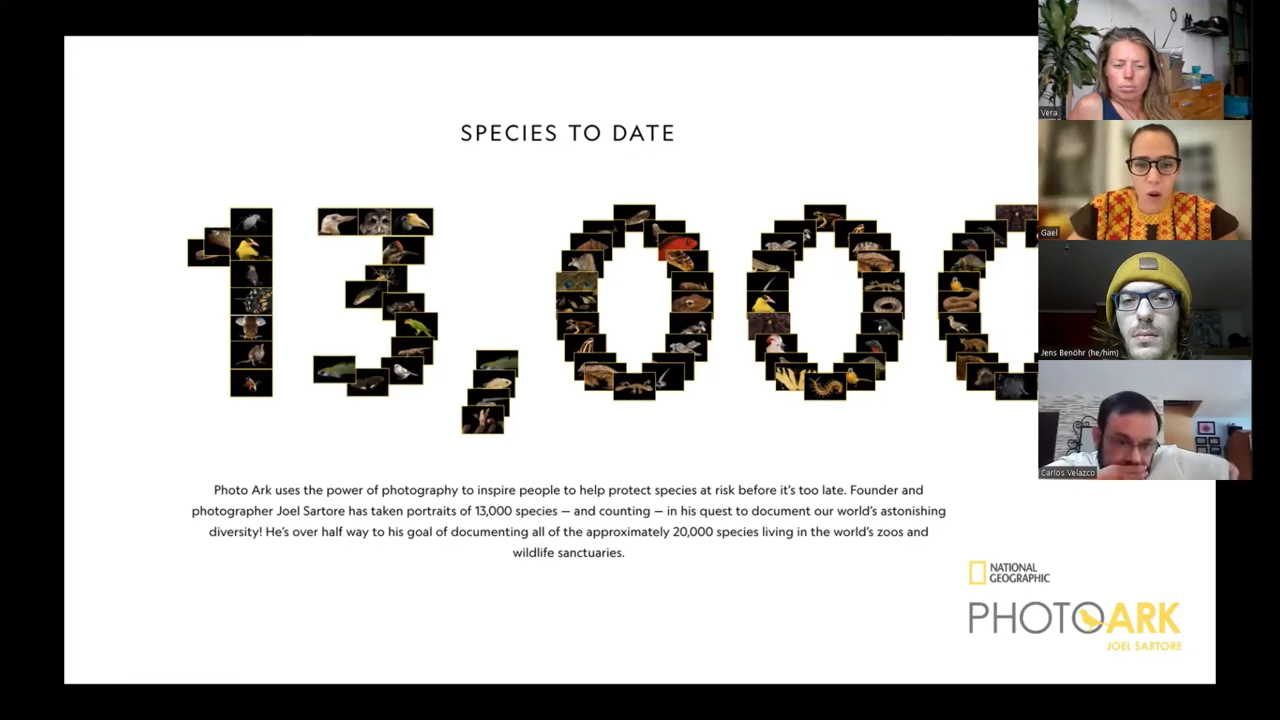 SPECIES TO DATE
13,000
Photo Ark uses the power of photography to inspire people to help protect species at risk before it's too late. Founder and
photographer Joel Sartore has taken portraits of 13,000 species — and counting — in his quest to document our world's astonishing
diversity! He's over half way to his goal of documenting all of the approximately 20,000 species living in the world's zoos and
wildlife sanctuaries.
NATIONAL
GEOGRAPHIC
PHOTOARK
JOEL SARTORE
Vera
Gael
Jens Benöhr (he/him)
Carlos Velazco